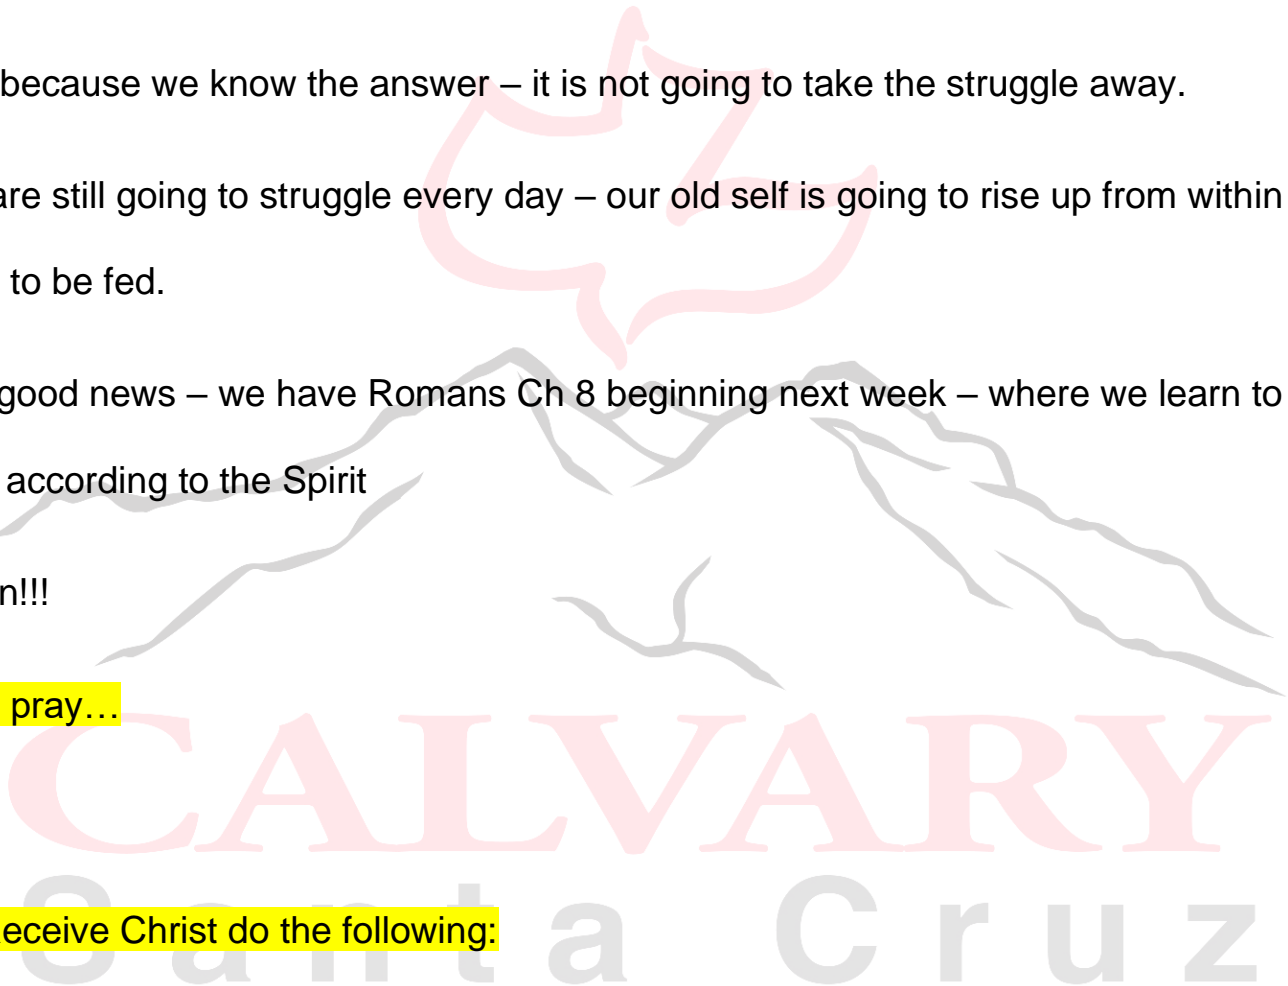 because we know the answer – it is not going to take the struggle away.
are still going to struggle every day – our old self is going to rise up from within
to be fed.
good news – we have Romans Ch 8 beginning next week – where we learn to
according to the Spirit
n!!!
pray…
CALVARY
eceive Christ do the following:
Santa Cruz